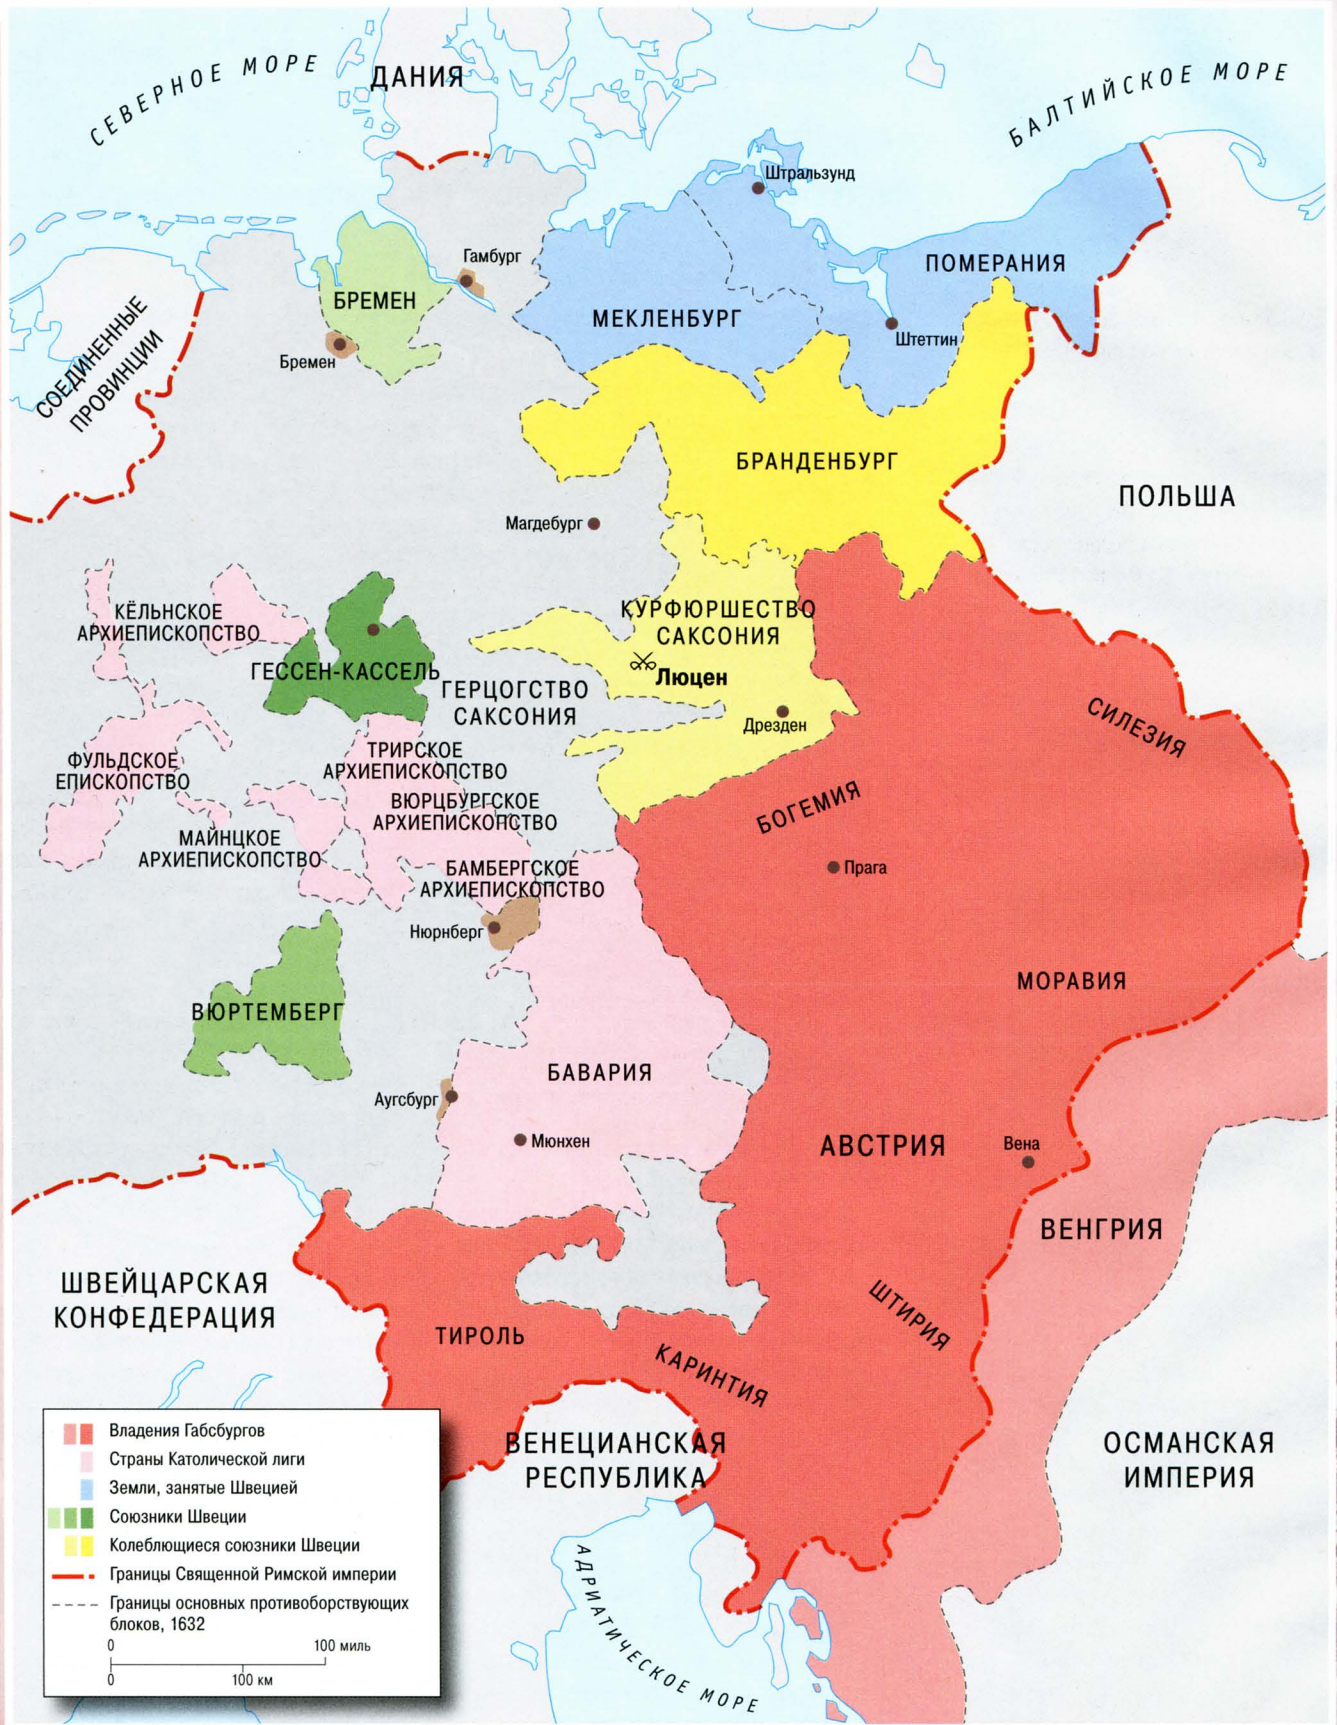 СЕВЕРНОЕ МОРЕ
ДАНИЯ
БАЛТИЙСКОЕ МОРЕ
Штральзунд
Гамбург
ПОМЕРАНИЯ
БРЕМЕН
МЕКЛЕНБУРГ
Штеттин
Бремен
СОЕДИНЕННЫЕ
ПРОВИНЦИИ
БРАНДЕНБУРГ
ПОЛЬША
Магдебург
КЁЛЬНСКОЕ
АРХИЕПИСКОПСТВО
КУРФЮРШЕСТВО
САКСОНИЯ
ГЕССЕН-КАССЕЛЬ
Люцен
ГЕРЦОГСТВО
САКСОНИЯ
Дрезден
СИЛЕЗИЯ
ФУЛЬДСКОЕ
ЕПИСКОПСТВО
ТРИРСКОЕ
АРХИЕПИСКОПСТВО
ВЮРЦБУРГСКОЕ
АРХИЕПИСКОПСТВО
БОГЕМИЯ
МАЙНЦКОЕ
АРХИЕПИСКОПСТВО
БАМБЕРГСКОЕ
АРХИЕПИСКОПСТВО
Прага
Нюрнберг
МОРАВИЯ
ВЮРТЕМБЕРГ
БАВАРИЯ
Аугсбург
Мюнхен
АВСТРИЯ
Вена
ВЕНГРИЯ
ШВЕЙЦАРСКАЯ
КОНФЕДЕРАЦИЯ
ТИРОЛЬ
ШТИРИЯ
КАРИНТИЯ
ВЕНЕЦИАНСКАЯ
РЕСПУБЛИКА
ОСМАНСКАЯ
ИМПЕРИЯ
АДРИАТИЧЕСКОЕ МОРЕ
Владения Габсбургов
Страны Католической лиги
Земли, занятые Швецией
Союзники Швеции
Колеблющиеся союзники Швеции
Границы Священной Римской империи
Границы основных противоборствующих
блоков, 1632
0 100 миль
0 100 км